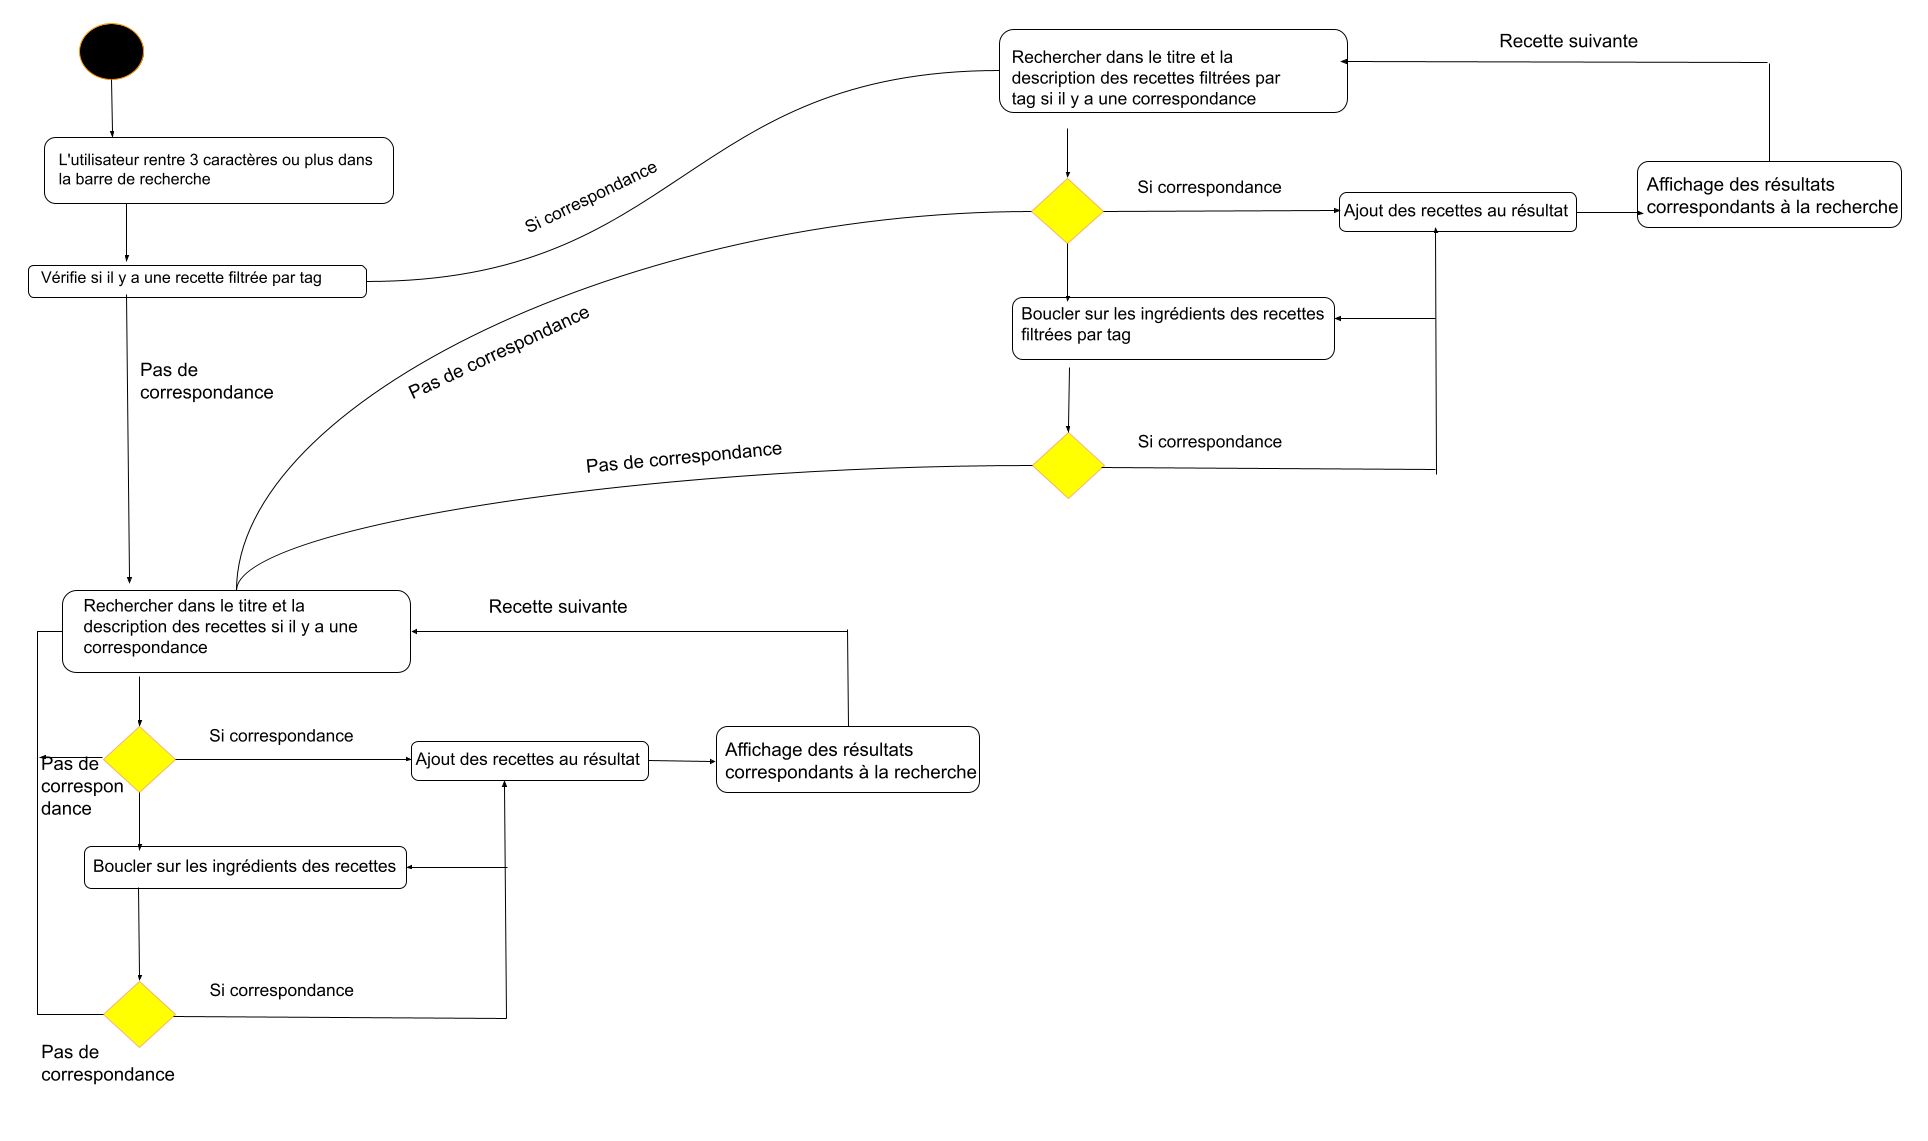 L'utilisateur rentre 3 caractères ou plus dans
la barre de recherche
Vérifie si il y a une recette filtrée par tag
Si correspondance
Pas de
correspondance
Rechercher dans le titre et la
description des recettes filtrées par
tag si il y a une correspondance
Recette suivante
Si correspondance
Ajout des recettes au résultat
Affichage des résultats
correspondants à la recherche
Pas de correspondance
Boucler sur les ingrédients des recettes
filtrées par tag
Si correspondance
Pas de correspondance
Rechercher dans le titre et la
description des recettes si il y a une
correspondance
Recette suivante
Si correspondance
Ajout des recettes au résultat
Affichage des résultats
correspondants à la recherche
Pas de
correspon
dance
Boucler sur les ingrédients des recettes
Si correspondance
Pas de
correspondance